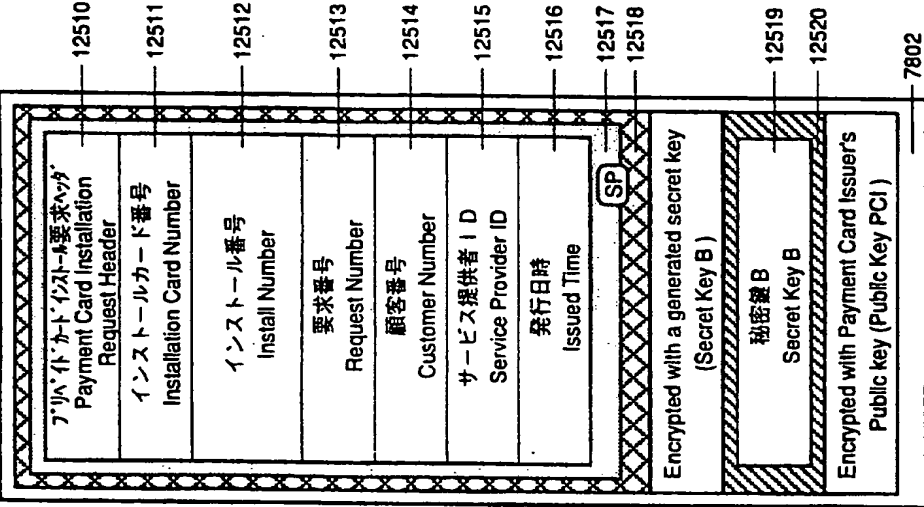 プリペイドカードインストール要求ヘッダ
Payment Card Installation
Request Header
12510
インストールカード番号
Installation Card Number
12511
インストール番号
Install Number
12512
要求番号
Request Number
12513
顧客番号
Customer Number
12514
サービス提供者ID
Service Provider ID
12515
発行日時
Issued Time
12516
SP
12517
12518
Encrypted with a generated secret key
(Secret Key B)
秘密鍵B
Secret Key B
12519
12520
Encrypted with Payment Card Issuer's
Public key (Public Key PCI)
7802